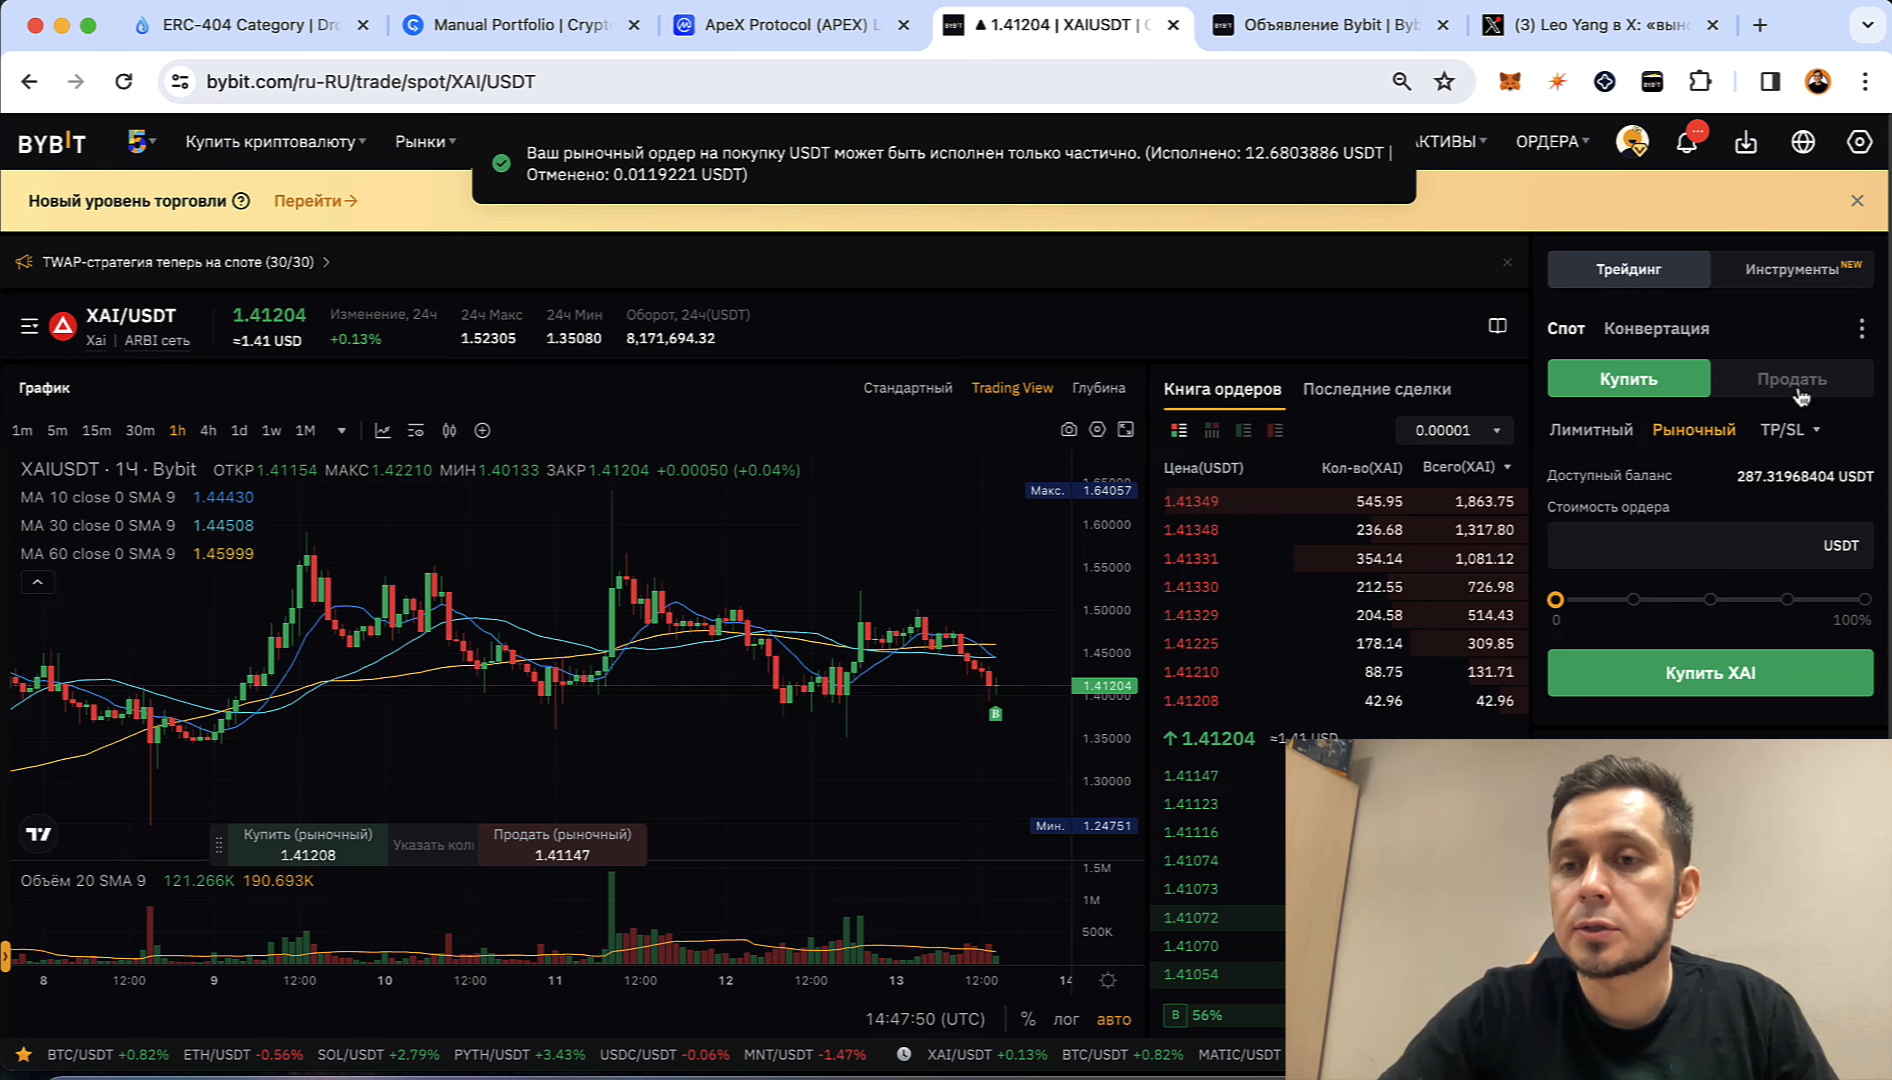 ERC-404 Category | Dr
Manual Portfolio | Crypt
ApeX Protocol (APEX) L
▲ 1.41204 | XAIUSDT |
Объявление Bybit | Byb
(3) Leo Yang в X: «вын
bybit.com/ru-RU/trade/spot/XAI/USDT
BYBIT
Купить криптовалюту
Рынки
Ваш рыночный ордер на покупку USDT может быть исполнен только частично. (Исполнено: 12.6803886 USDT |
Отменено: 0.0119221 USDT)
АКТИВЫ
ОРДЕРА
Новый уровень торговли
Перейти→
TWAP-стратегия теперь на споте (30/30)
Трейдинг
Инструменты NEW
XAI/USDT
Xai | ARBI сеть
1.41204
≈1.41 USD
Изменение, 24ч
+0.13%
24ч Макс
1.52305
24ч Мин
1.35080
Оборот, 24ч(USDT)
8,171,694.32
Спот
Конвертация
Купить
Продать
График
Стандартный
Trading View
Глубина
Книга ордеров
Последние сделки
1m 5m 15m 30m 1h 4h 1d 1w 1M
0.00001
Лимитный
Рыночный
TP/SL
XAIUSDT · 1Ч · Bybit ОТКР1.41154 МАКС1.42210 МИН1.40133 ЗАКР1.41204 +0.00050 (+0.04%)
MA 10 close 0 SMA 9 1.44430
MA 30 close 0 SMA 9 1.44508
MA 60 close 0 SMA 9 1.45999
Макс. 1.64057
1.60000
1.55000
1.50000
1.45000
1.41204
1.40000
1.35000
1.30000
Мин. 1.24751
B
Цена(USDT) Кол-во(XAI) Всего(XAI)
1.41349 545.95 1,863.75
1.41348 236.68 1,317.80
1.41331 354.14 1,081.12
1.41330 212.55 726.98
1.41329 204.58 514.43
1.41225 178.14 309.85
1.41210 88.75 131.71
1.41208 42.96 42.96
↑1.41204 ≈1.41 USD
1.41147
1.41123
1.41116
1.41074
1.41073
1.41072
1.41070
1.41054
B 56%
Доступный баланс 287.31968404 USDT
Стоимость ордера
USDT
0 100%
Купить XAI
Купить (рыночный)
1.41208
Указать кол
Продать (рыночный)
1.41147
Объём 20 SMA 9 121.266K 190.693K
1.5M
1M
500K
8 12:00 9 12:00 10 12:00 11 12:00 12 12:00 13 12:00 14
14:47:50 (UTC) % лог авто
BTC/USDT +0.82% ETH/USDT -0.56% SOL/USDT +2.79% PYTH/USDT +3.43% USDC/USDT -0.06% MNT/USDT -1.47% XAI/USDT +0.13% BTC/USDT +0.82% MATIC/USDT